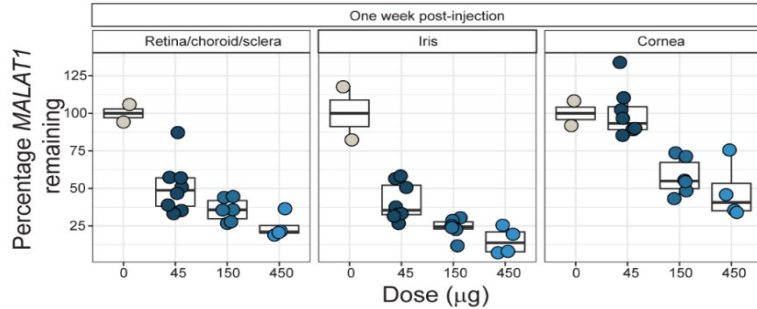 One week post-injection
Retina/choroid/sclera
Iris
Cornea
Percentage MALAT1
remaining
125
100
75
50
25
0
45
150
450
0
45
150
450
0
45
150
450
Dose (μg)